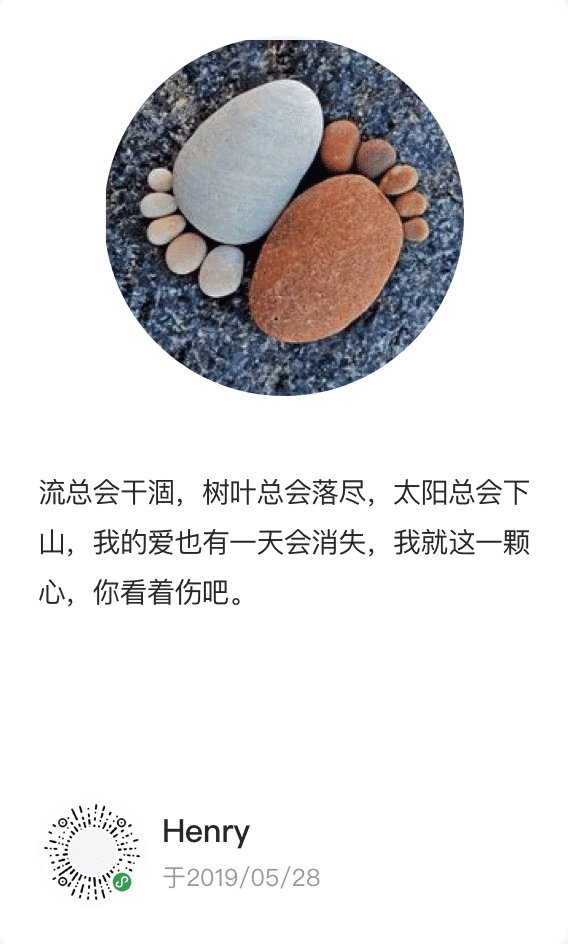 流总会干涸，树叶总会落尽，太阳总会下
山，我的爱也有一天会消失，我就这一颗
心，你看着伤吧。
Henry
于2019/05/28